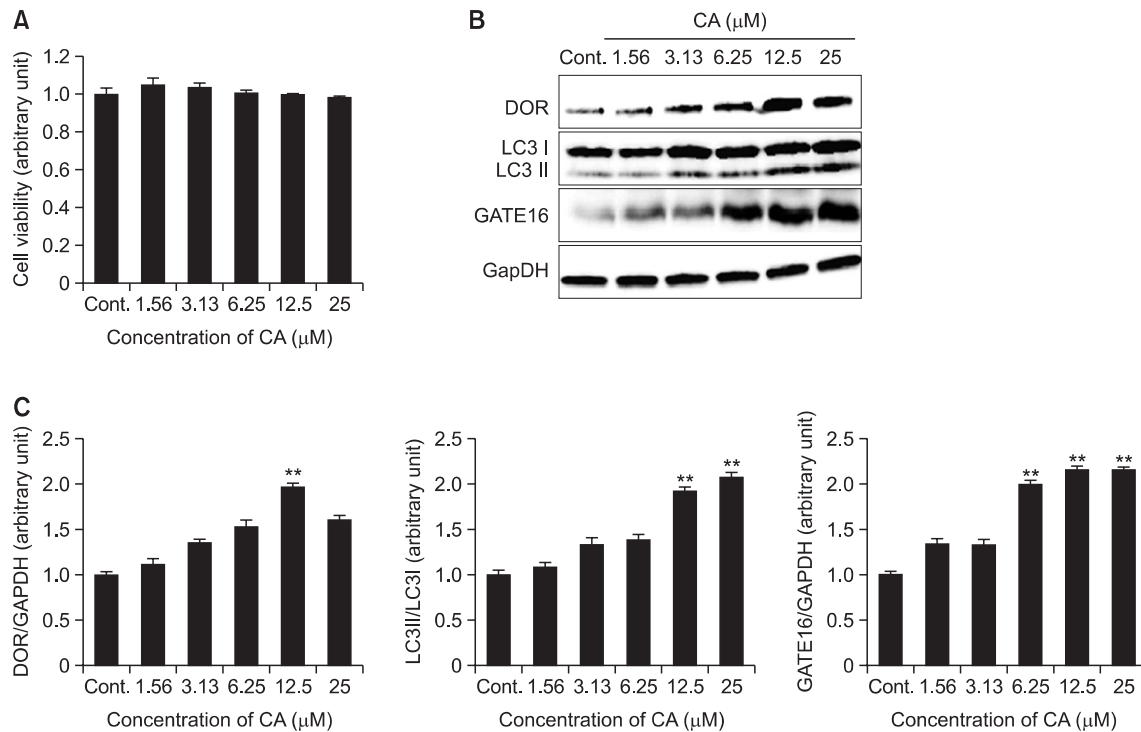 A
Cell viability (arbitrary unit)
1.2
1.0
0.8
0.6
0.4
0.2
0
Cont. 1.56 3.13 6.25 12.5 25
Concentration of CA (μM)
B
CA (μM)
Cont. 1.56 3.13 6.25 12.5 25
DOR
LC3 I
LC3 II
GATE16
GapDH
C
DOR/GAPDH (arbitrary unit)
2.5
2.0
1.5
1.0
0.5
0
**
Cont. 1.56 3.13 6.25 12.5 25
Concentration of CA (μM)
LC3II/LC3I (arbitrary unit)
2.5
2.0
1.5
1.0
0.5
0
** **
Cont. 1.56 3.13 6.25 12.5 25
Concentration of CA (μM)
GATE16/GAPDH (arbitrary unit)
2.5
2.0
1.5
1.0
0.5
0
** ** **
Cont. 1.56 3.13 6.25 12.5 25
Concentration of CA (μM)